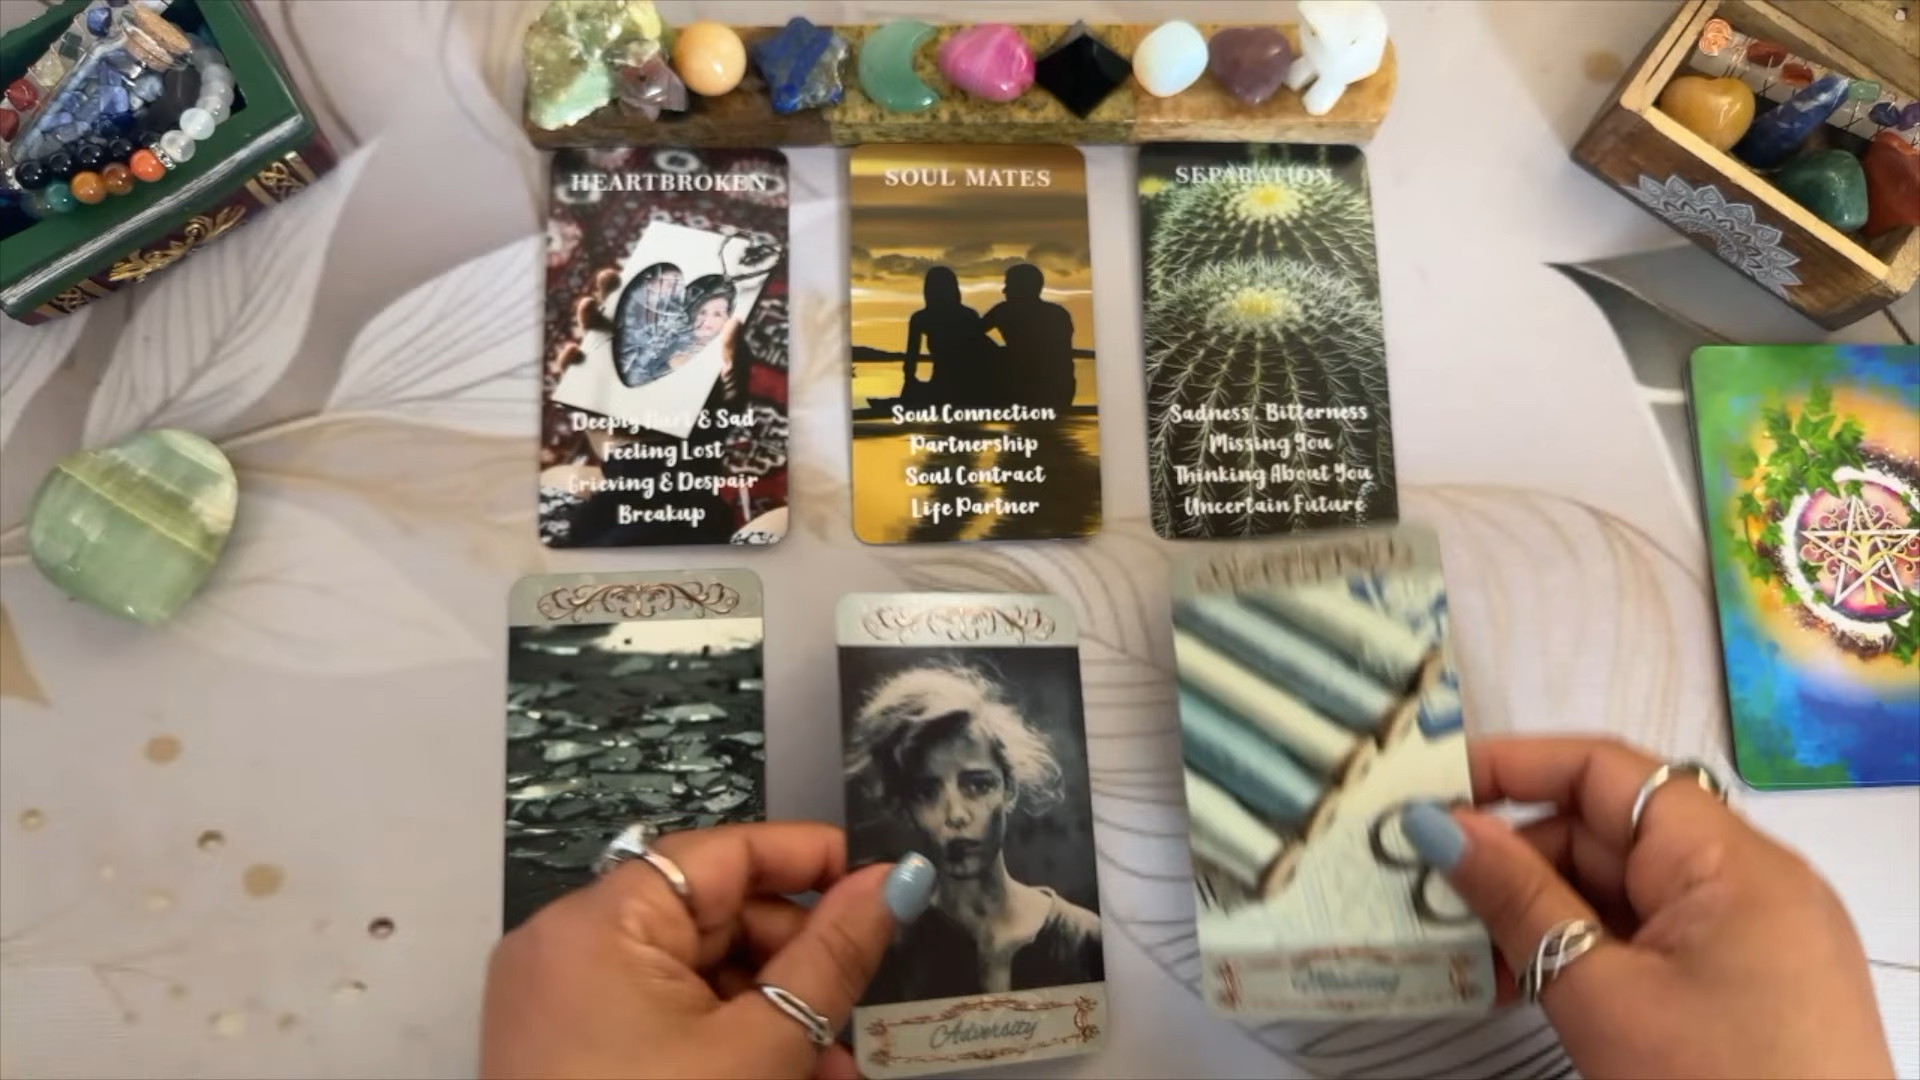 HEARTBROKEN
Deeply Hurt & Sad
Feeling Lost
Grieving & Despair
Breakup
SOUL MATES
Soul Connection
Partnership
Soul Contract
Life Partner
SEPARATION
Sadness. Bitterness
Missing You
Thinking About You
Uncertain Future
Adversity